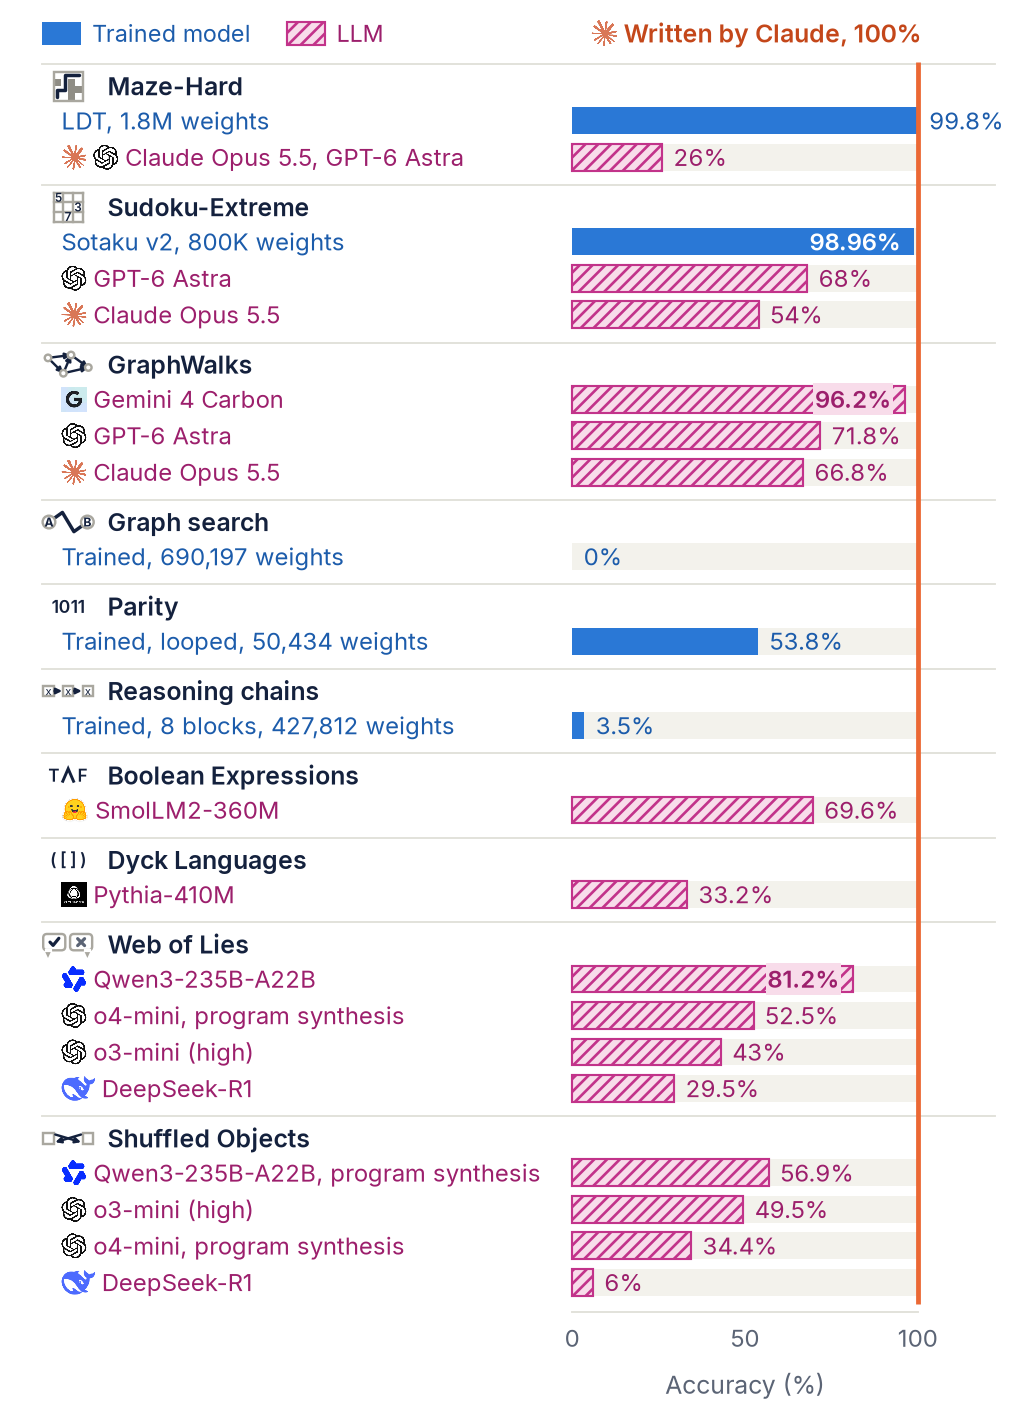 Trained model LLM Written by Claude, 100%
Maze-Hard
LDT, 1.8M weights 99.8%
Claude Opus 5.5, GPT-6 Astra 26%
5 3 7 Sudoku-Extreme
Sotaku v2, 800K weights 98.96%
GPT-6 Astra 68%
Claude Opus 5.5 54%
GraphWalks
G Gemini 4 Carbon 96.2%
GPT-6 Astra 71.8%
Claude Opus 5.5 66.8%
A B Graph search
Trained, 690,197 weights 0%
1011 Parity
Trained, looped, 50,434 weights 53.8%
x x x Reasoning chains
Trained, 8 blocks, 427,812 weights 3.5%
T Λ F Boolean Expressions
SmolLM2-360M 69.6%
([]) Dyck Languages
Pythia-410M 33.2%
Web of Lies
Qwen3-235B-A22B 81.2%
o4-mini, program synthesis 52.5%
o3-mini (high) 43%
DeepSeek-R1 29.5%
Shuffled Objects
Qwen3-235B-A22B, program synthesis 56.9%
o3-mini (high) 49.5%
o4-mini, program synthesis 34.4%
DeepSeek-R1 6%
0 50 100
Accuracy (%)